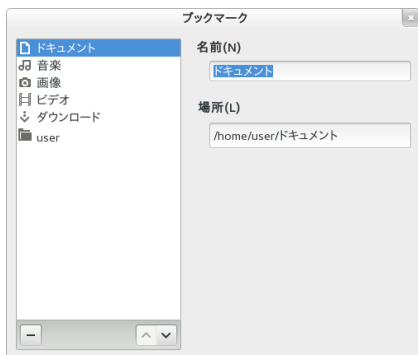 ブックマーク
ドキュメント
音楽
画像
ビデオ
ダウンロード
user
名前(N)
ドキュメント
場所(L)
/home/user/ドキュメント